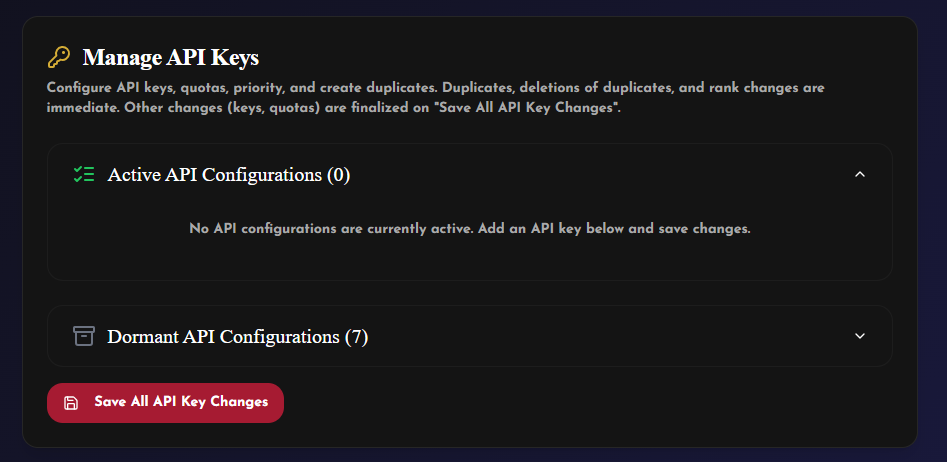 Manage API Keys
Configure API keys, quotas, priority, and create duplicates. Duplicates, deletions of duplicates, and rank changes are
immediate. Other changes (keys, quotas) are finalized on "Save All API Key Changes".
Active API Configurations (0)
No API configurations are currently active. Add an API key below and save changes.
Dormant API Configurations (7)
Save All API Key Changes